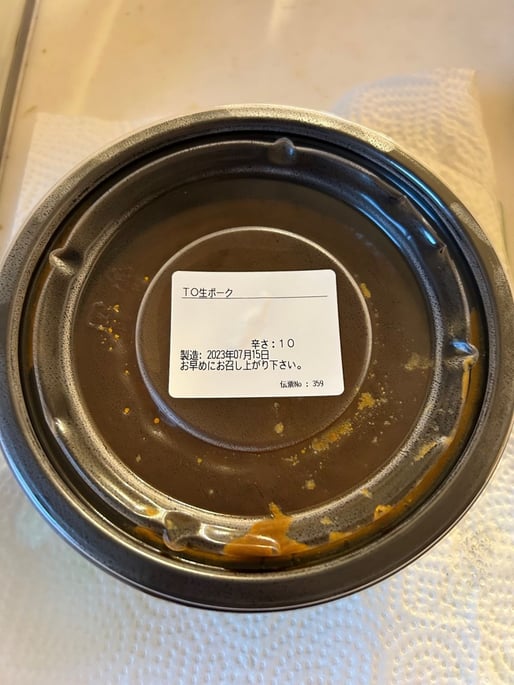 TO生ポーク
辛さ：10
製造: 2023年07月15日
お早めにお召し上がり下さい。
伝票No : 359